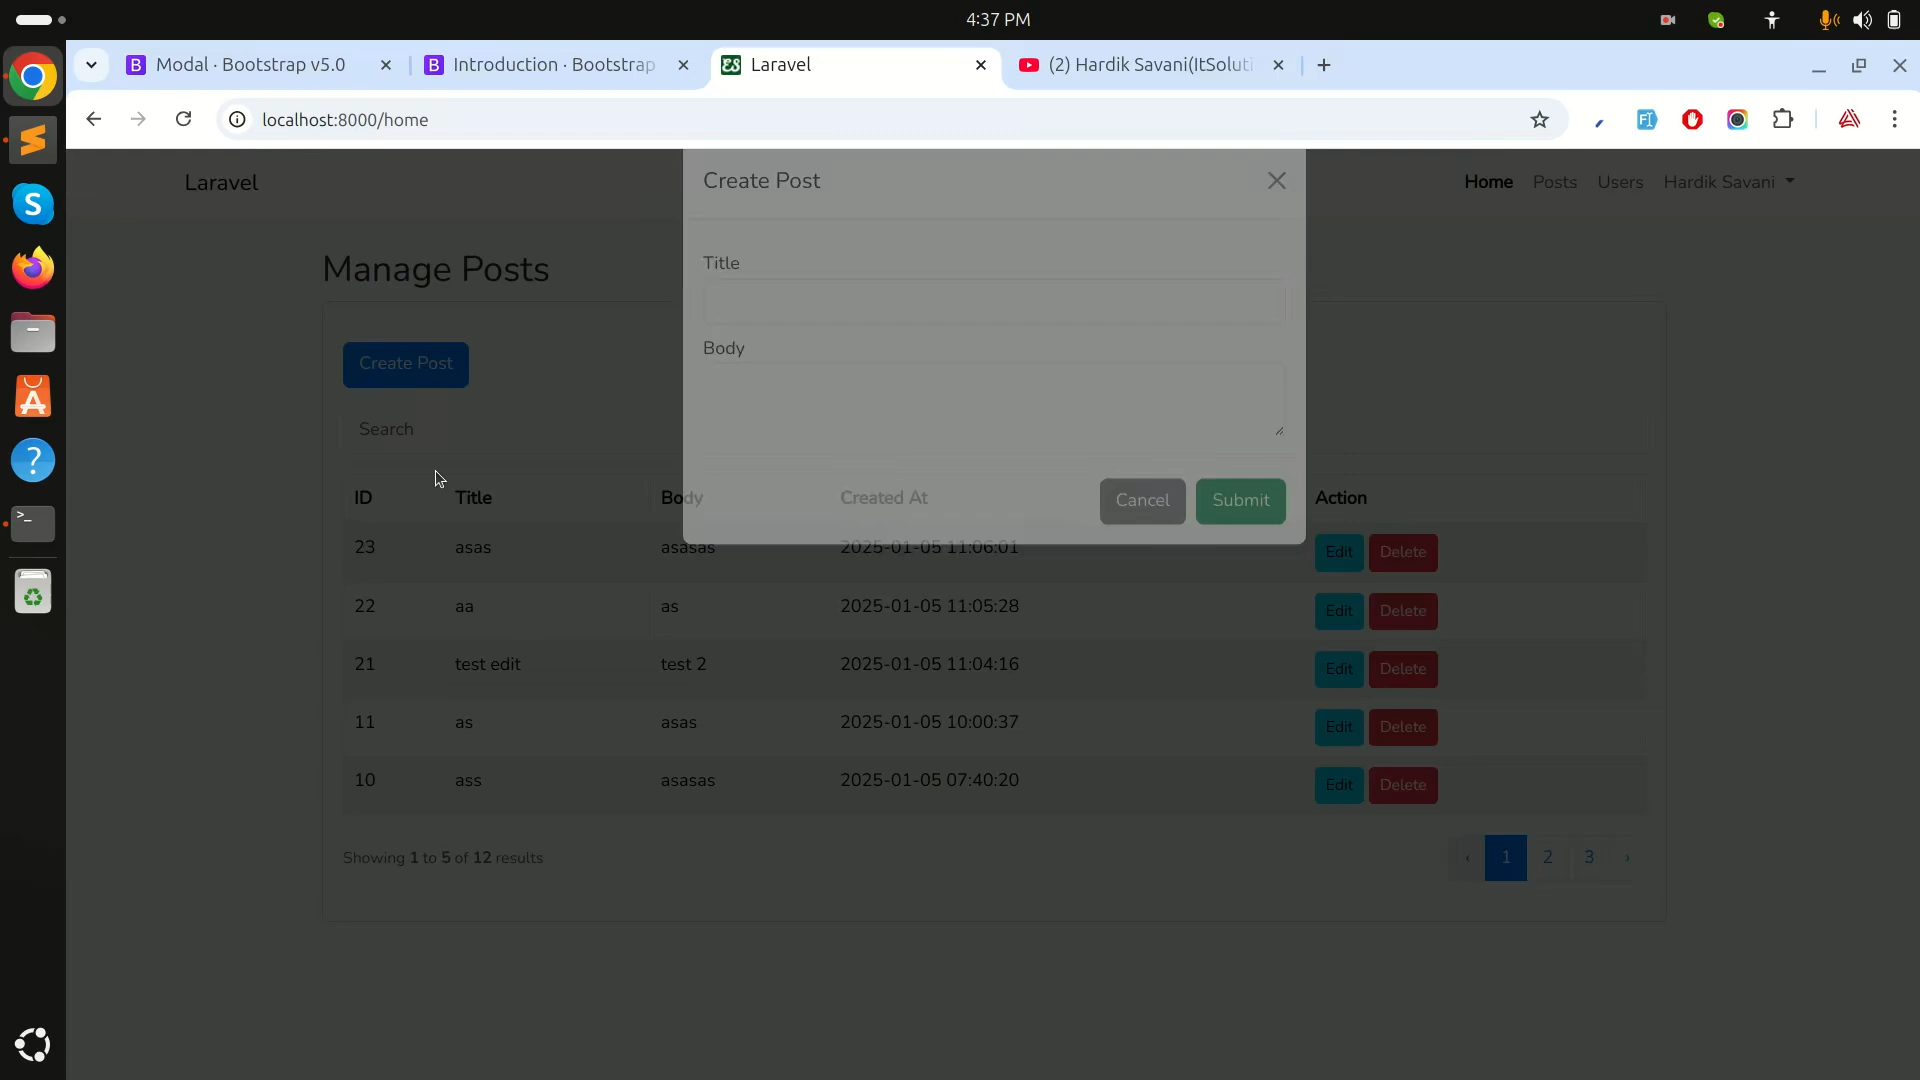 4:37 PM
Modal · Bootstrap v5.0
Introduction · Bootstrap
Laravel
(2) Hardik Savani(ItSoluti
localhost:8000/home
Laravel
Home Posts Users Hardik Savani
Create Post
Title
Body
Cancel Submit
Manage Posts
Create Post
Search
ID Title Body Created At Action
23 asas asasas 2025-01-05 11:06:01 Edit Delete
22 aa as 2025-01-05 11:05:28 Edit Delete
21 test edit test 2 2025-01-05 11:04:16 Edit Delete
11 as asas 2025-01-05 10:00:37 Edit Delete
10 ass asasas 2025-01-05 07:40:20 Edit Delete
Showing 1 to 5 of 12 results
‹ 1 2 3 ›